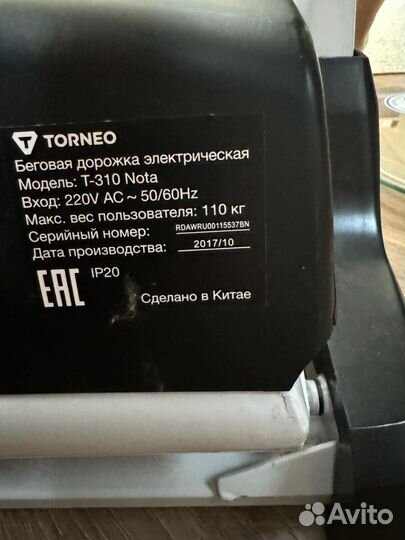 TORNEO
Беговая дорожка электрическая
Модель: T-310 Nota
Вход: 220V AC ~ 50/60Hz
Макс. вес пользователя: 110 кг
Серийный номер: RDAWRU00115537BN
Дата производства: 2017/10
EAC IP20
Сделано в Китае
Avito